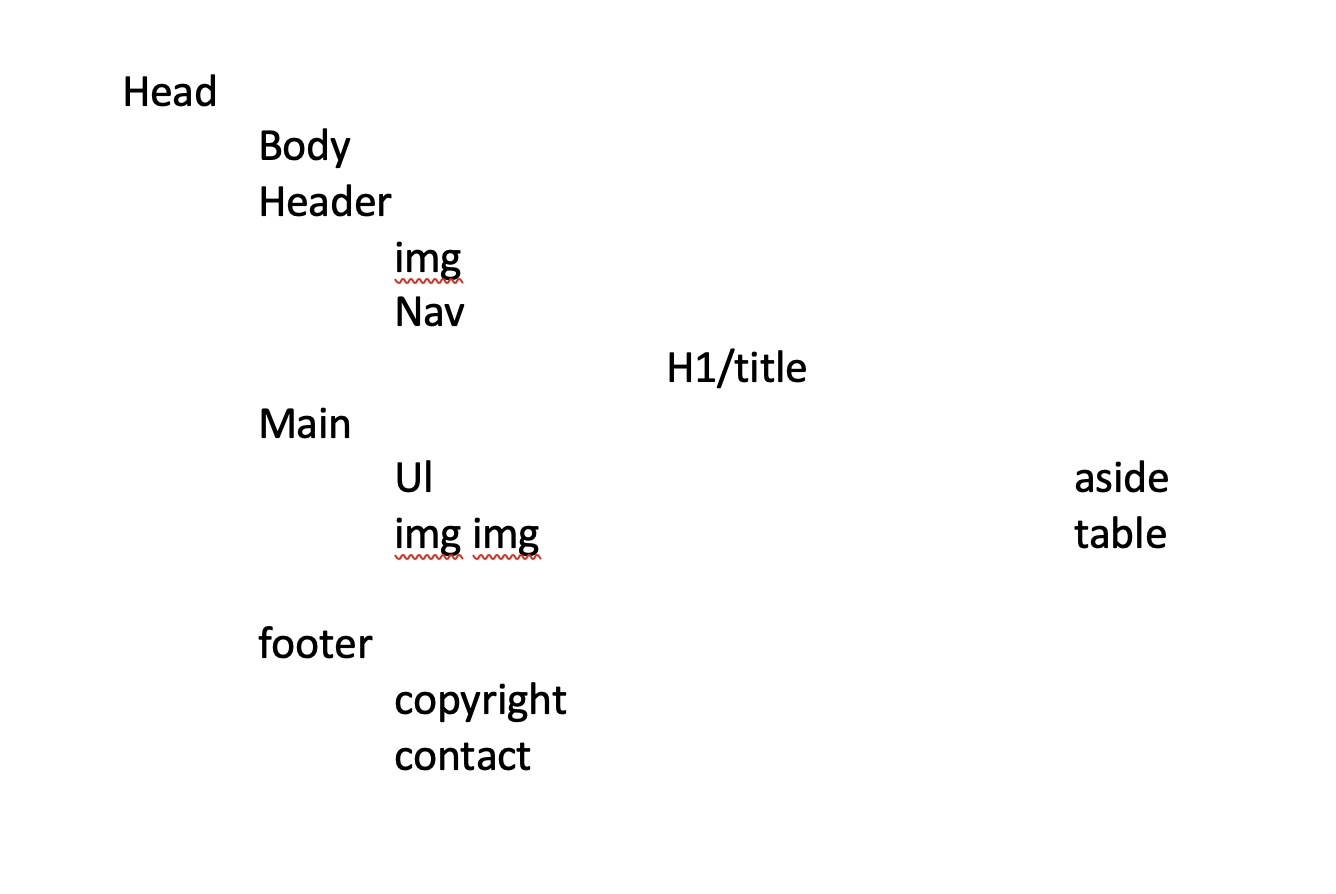 Head
Body
Header
img
Nav
H1/title
Main
Ul aside
img img table
footer
copyright
contact